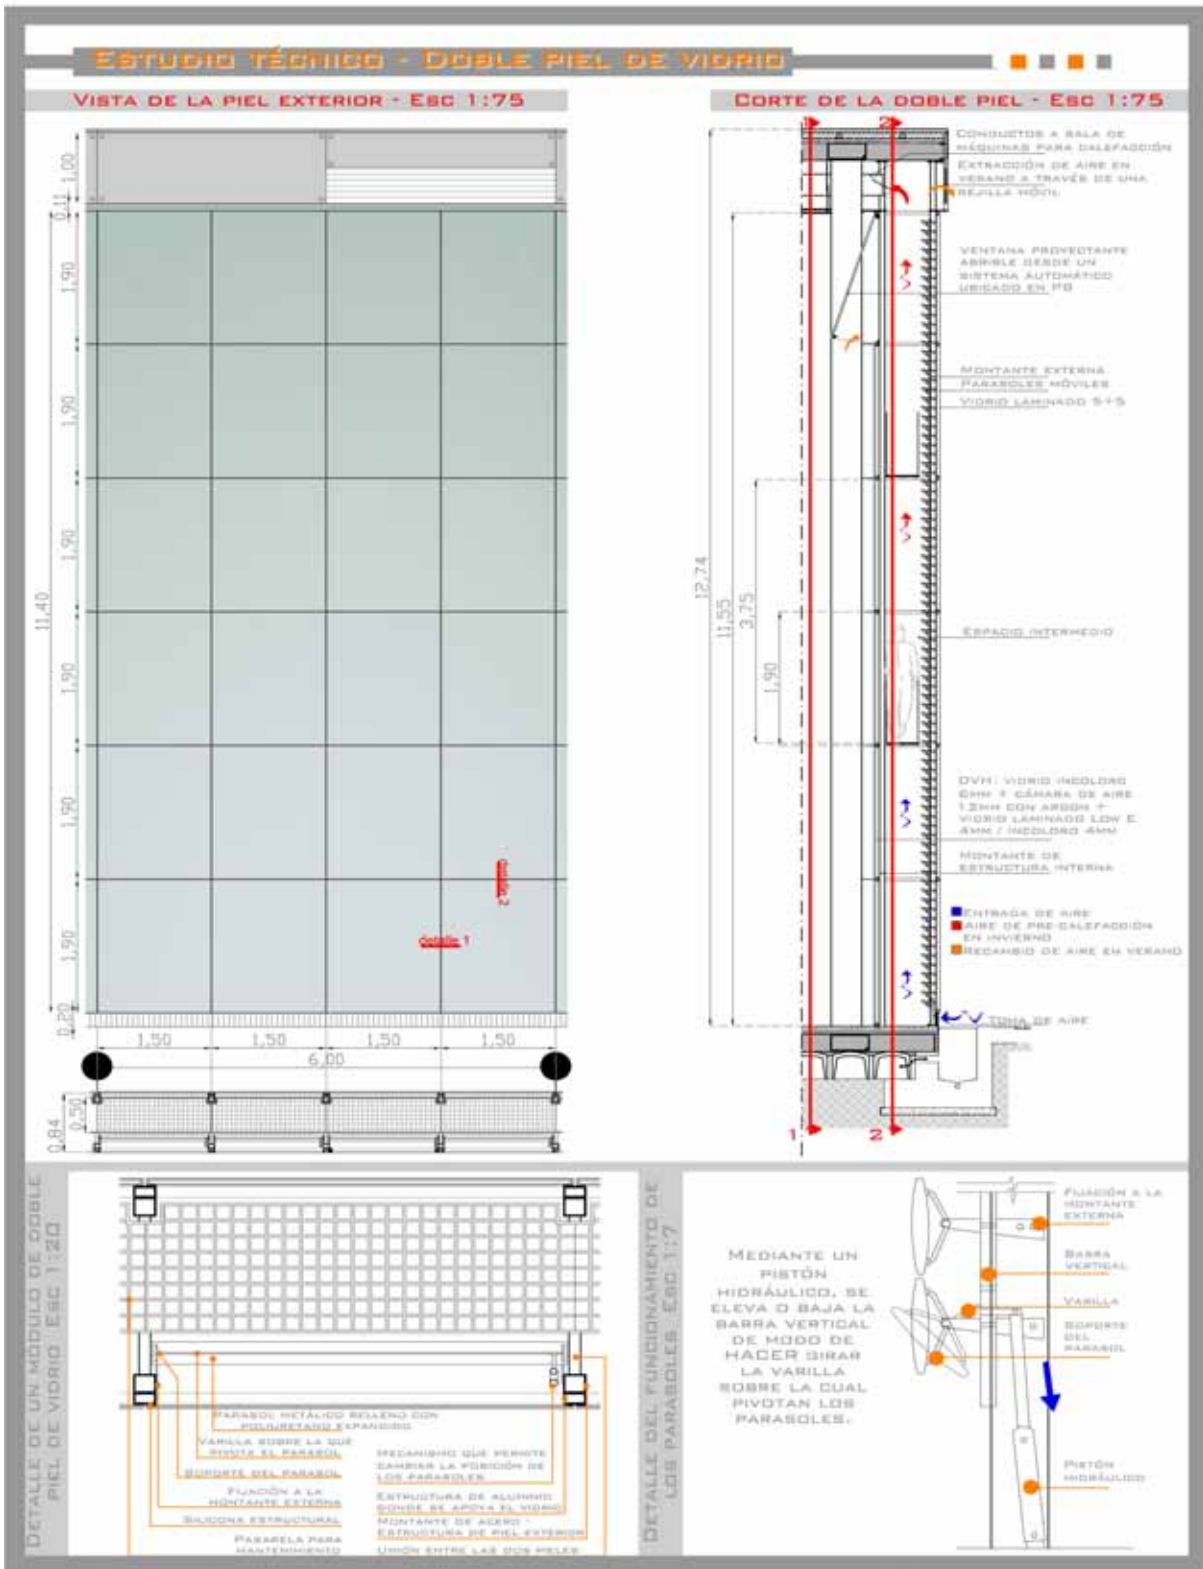 ESTUDIO TÉCNICO - DOBLE PIEL DE VIDRIO
VISTA DE LA PIEL EXTERIOR - ESC 1:75
1,00
0,11
1,90
1,90
1,90
1,90
1,90
1,90
11,40
0,20
detalle 2
detalle 1
1,50
1,50
1,50
1,50
6,00
0,50
0,84
CORTE DE LA DOBLE PIEL - ESC 1:75
1
2
CONDUCTOS A SALA DE
MÁQUINAS PARA CALEFACCIÓN
EXTRACCIÓN DE AIRE EN
VERANO A TRAVÉS DE UNA
REJILLA MÓVIL
VENTANA PROYECTANTE
ABRIBLE DESDE UN
SISTEMA AUTOMÁTICO
UBICADO EN PB
MONTANTE EXTERNA
PARASOLES MÓVILES
VIDRIO LAMINADO 5+5
12,74
11,55
3,75
1,90
ESPACIO INTERMEDIO
DVH: VIDRIO INCOLORO
6MM + CÁMARA DE AIRE
12MM CON ARGON +
VIDRIO LAMINADO LOW E
4MM / INCOLORO 4MM
MONTANTE DE
ESTRUCTURA INTERNA
ENTRADA DE AIRE
AIRE DE PRE-CALEFACCIÓN
EN INVIERNO
RECAMBIO DE AIRE EN VERANO
TOMA DE AIRE
1
2
DETALLE DE UN MÓDULO DE DOBLE
PIEL DE VIDRIO. ESC 1:20
PARASOL METÁLICO RELLENO CON
POLIURETANO EXPANDIDO
VARILLA SOBRE LA QUE
PIVOTA EL PARASOL
SOPORTE DEL PARASOL
FIJACIÓN A LA
MONTANTE EXTERNA
SILICONA ESTRUCTURAL
PASARELA PARA
MANTENIMIENTO
MECANISMO QUE PERMITE
CAMBIAR LA POSICIÓN DE
LOS PARASOLES
ESTRUCTURA DE ALUMINIO
DONDE SE APOYA EL VIDRIO
MONTANTE DE ACERO -
ESTRUCTURA DE PIEL EXTERIOR
UNIÓN ENTRE LAS DOS PIELES
DETALLE DEL FUNCIONAMIENTO DE
LOS PARASOLES. ESC 1:7
MEDIANTE UN
PISTÓN
HIDRÁULICO, SE
ELEVA O BAJA LA
BARRA VERTICAL
DE MODO DE
HACER GIRAR
LA VARILLA
SOBRE LA CUAL
PIVOTAN LOS
PARASOLES.
FIJACIÓN A LA
MONTANTE
EXTERNA
BARRA
VERTICAL
VARILLA
SOPORTE
DEL
PARASOL
PISTÓN
HIDRÁULICO